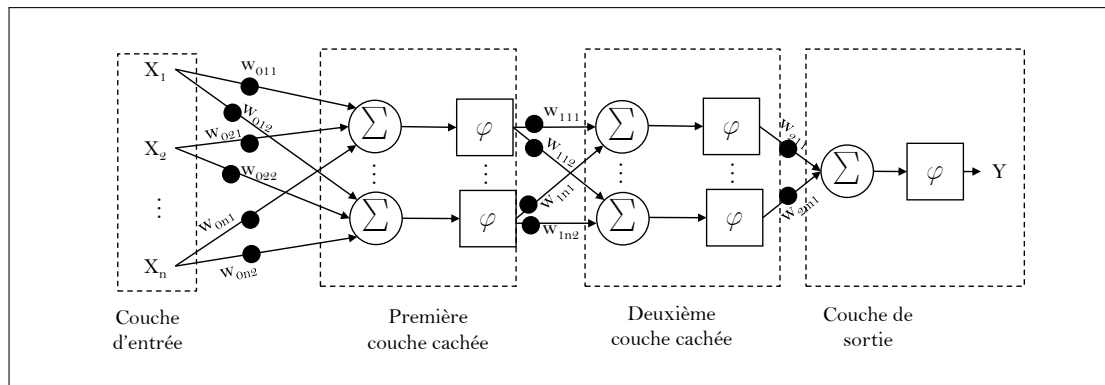 X₁
X₂
⋮
Xₙ
w₀₁₁
w₀₁₂
w₀₂₁
w₀₂₂
w₀ₙ₁
w₀ₙ₂
∑
⋮
∑
φ
⋮
φ
w₁₁₁
w₁₁₂
w₁ₙ₁
w₁ₙ₂
∑
⋮
∑
φ
⋮
φ
w₂₁₁
w₂ₘ₁
∑
φ
Y
Couche
d'entrée
Première
couche cachée
Deuxième
couche cachée
Couche de
sortie